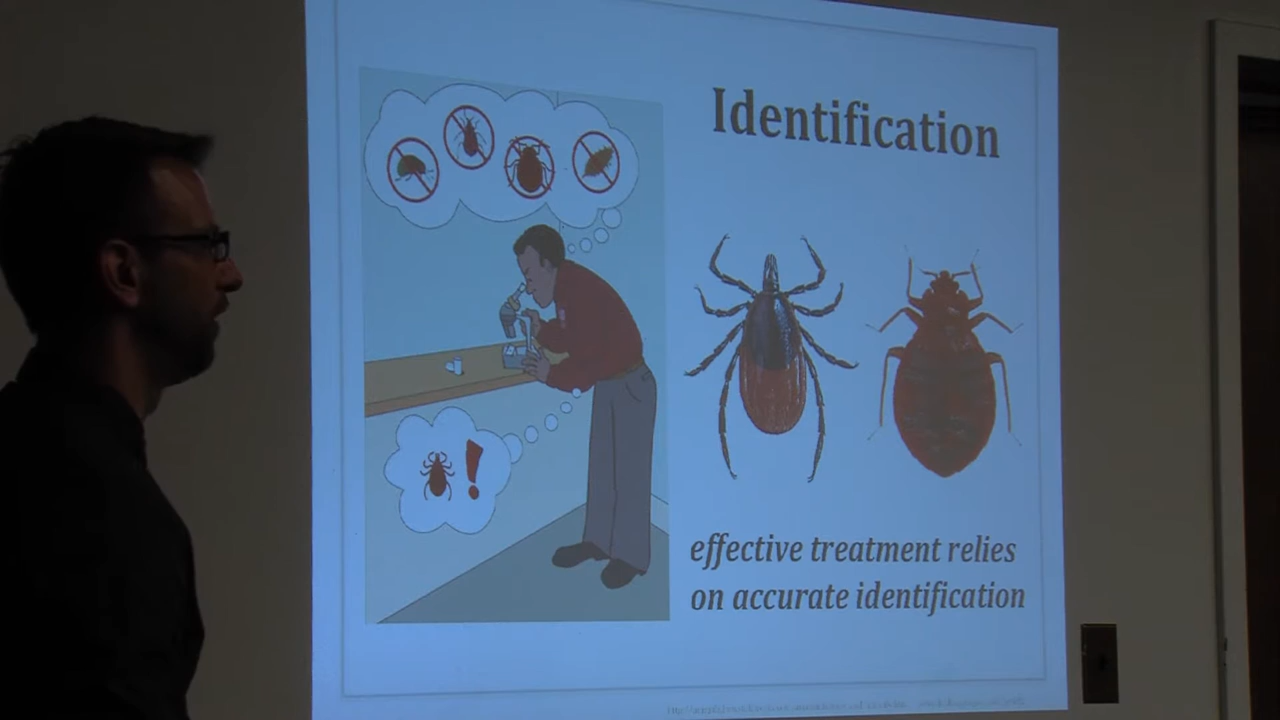 Identification
effective treatment relies
on accurate identification